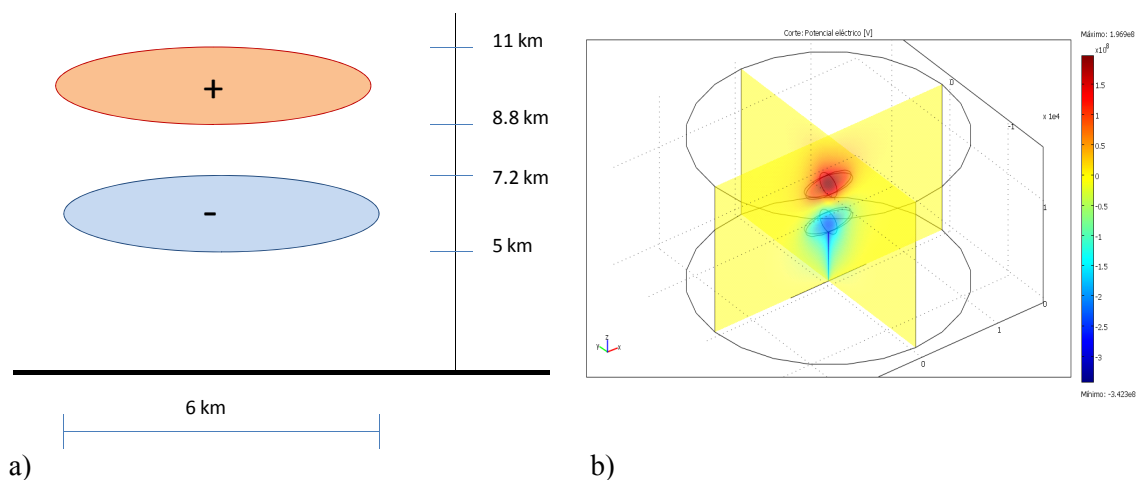 11 km
+
8.8 km
7.2 km
-
5 km
6 km
a)
Corte: Potencial eléctrico [V]
Máximo: 1.969e8
x10⁸
1.5
1
0.5
0
-0.5
-1
-1.5
-2
-2.5
-3
Mínimo: -3.423e8
0
-1
x 1e4
1
0
1
0
z
y
x
b)